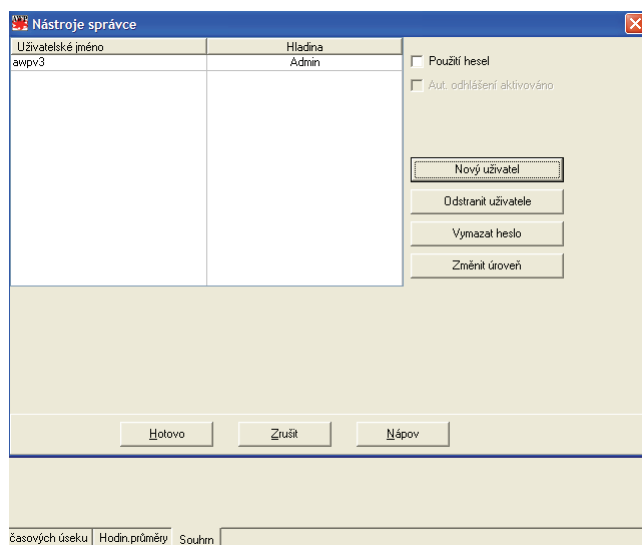 Nástroje správce
Uživatelské jméno Hladina
awpv3 Admin
Použití hesel
Aut. odhlášení aktivováno
Nový uživatel
Odstranit uživatele
Vymazat heslo
Změnit úroveň
Hotovo Zrušit Nápov
časových úseku Hodin.průměry Souhrn